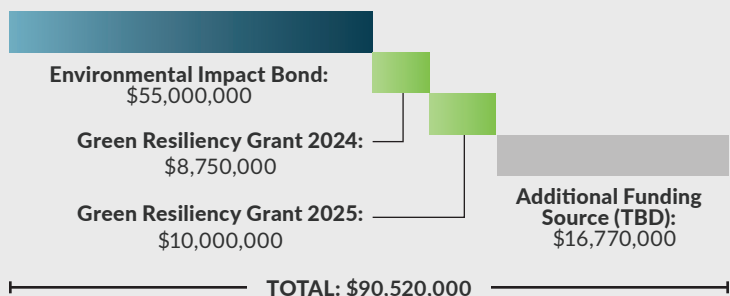 Environmental Impact Bond:
$55,000,000
Green Resiliency Grant 2024:
$8,750,000
Green Resiliency Grant 2025:
$10,000,000
Additional Funding
Source (TBD):
$16,770,000
TOTAL: $90,520,000